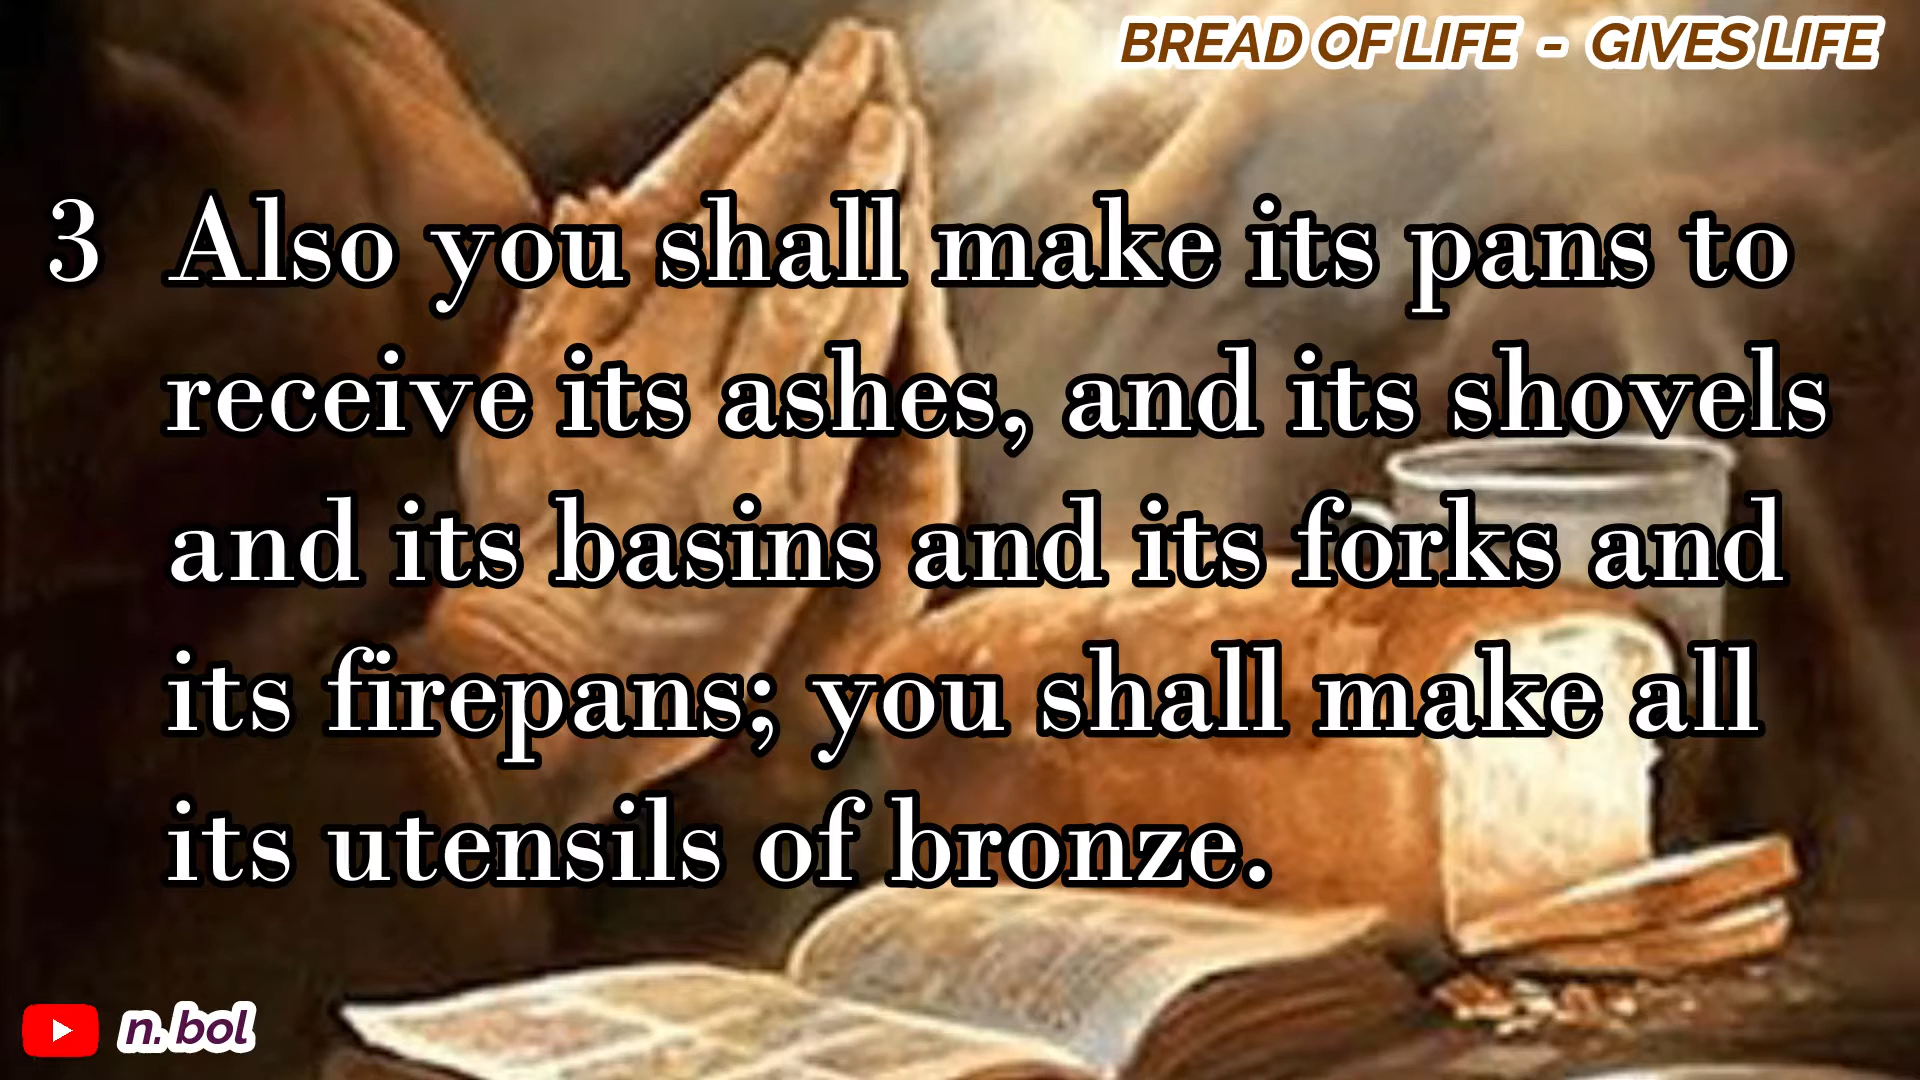 BREAD OF LIFE - GIVES LIFE
3 Also you shall make its pans to
receive its ashes, and its shovels
and its basins and its forks and
its firepans; you shall make all
its utensils of bronze.
n. bol